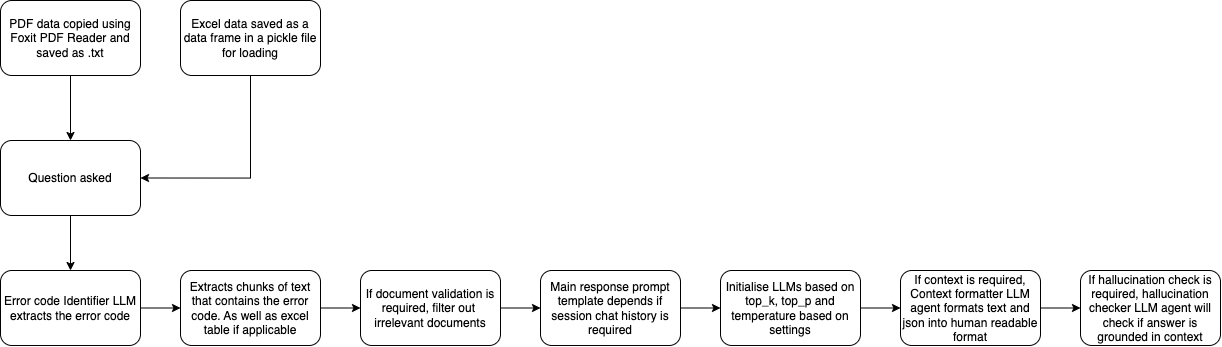 PDF data copied using
Foxit PDF Reader and
saved as .txt
Excel data saved as a
data frame in a pickle file
for loading
Question asked
Error code Identifier LLM
extracts the error code
Extracts chunks of text
that contains the error
code. As well as excel
table if applicable
If document validation is
required, filter out
irrelevant documents
Main response prompt
template depends if
session chat history is
required
Initialise LLMs based on
top_k, top_p and
temperature based on
settings
If context is required,
Context formatter LLM
agent formats text and
json into human readable
format
If hallucination check is
required, hallucination
checker LLM agent will
check if answer is
grounded in context